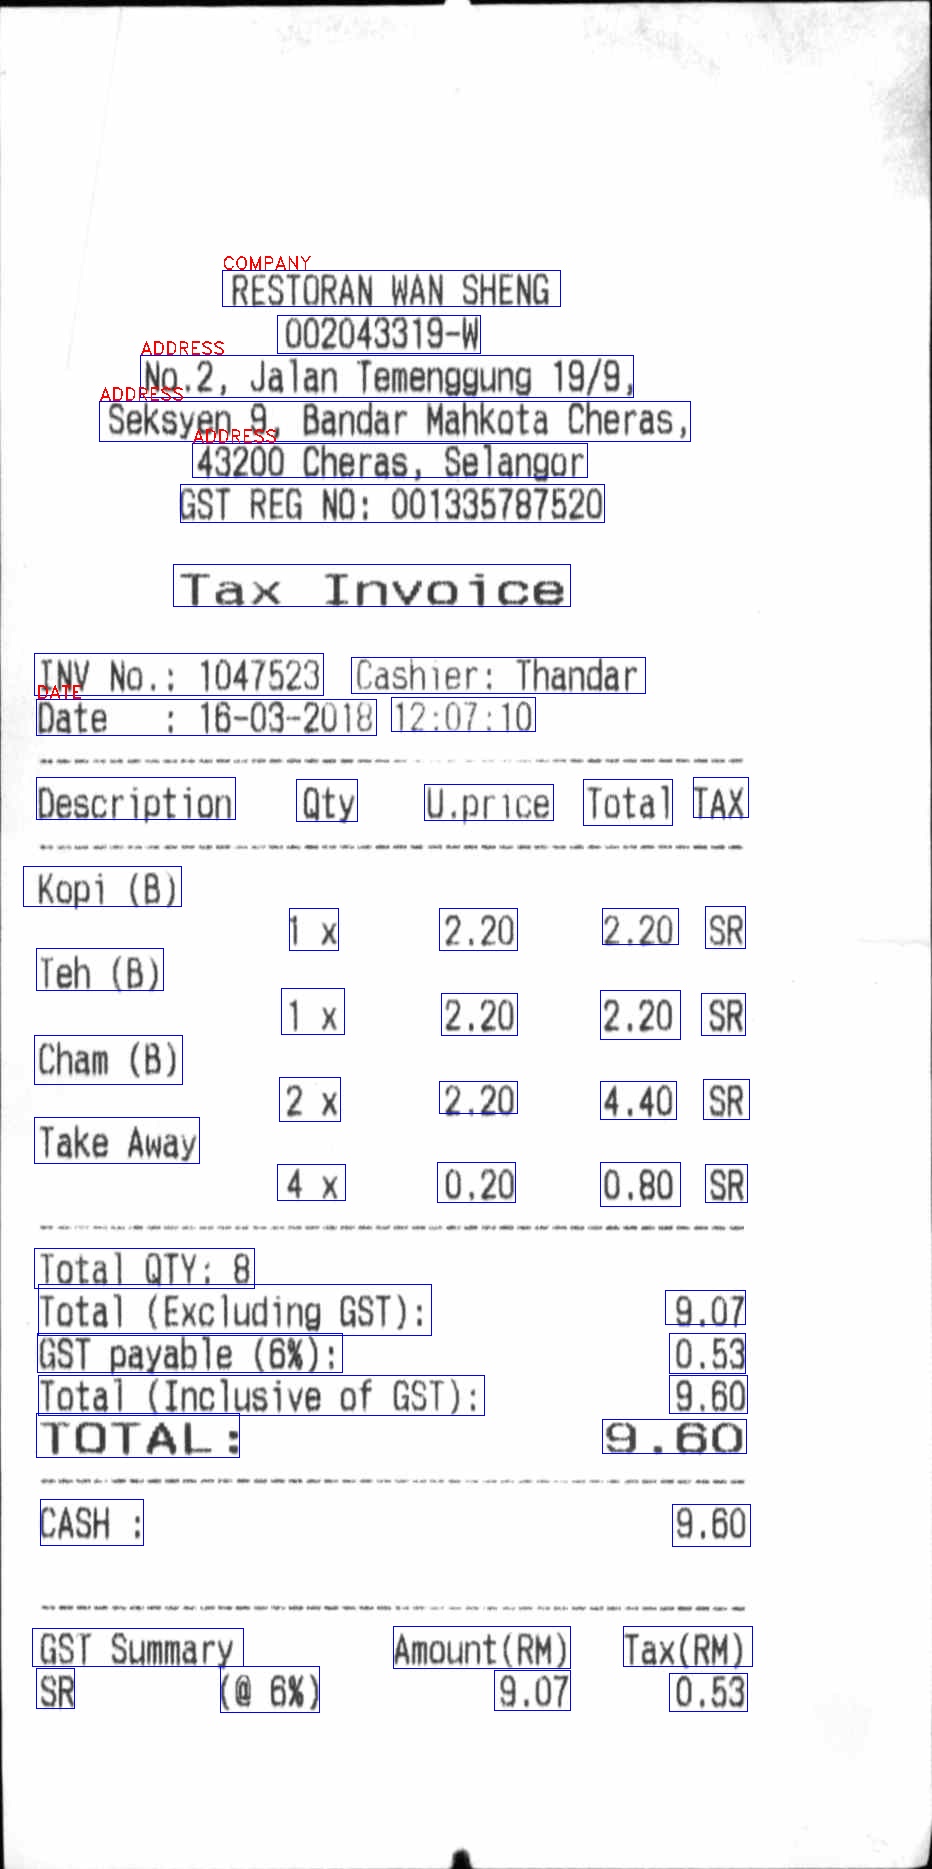 COMPANY
RESTORAN WAN SHENG
002043319-W
ADDRESS
No.2, Jalan Temenggung 19/9,
ADDRESS
Seksyen 9, Bandar Mahkota Cheras,
ADDRESS
43200 Cheras, Selangor
GST REG NO: 001335787520
Tax Invoice
INV No.: 1047523 Cashier: Thandar
DATE
Date : 16-03-2018 12:07:10
Description Qty U.price Total TAX
Kopi (B)
1 x 2.20 2.20 SR
Teh (B)
1 x 2.20 2.20 SR
Cham (B)
2 x 2.20 4.40 SR
Take Away
4 x 0.20 0.80 SR
Total QTY: 8
Total (Excluding GST): 9.07
GST payable (6%): 0.53
Total (Inclusive of GST): 9.60
TOTAL: 9.60
CASH : 9.60
GST Summary Amount(RM) Tax(RM)
SR (@ 6%) 9.07 0.53